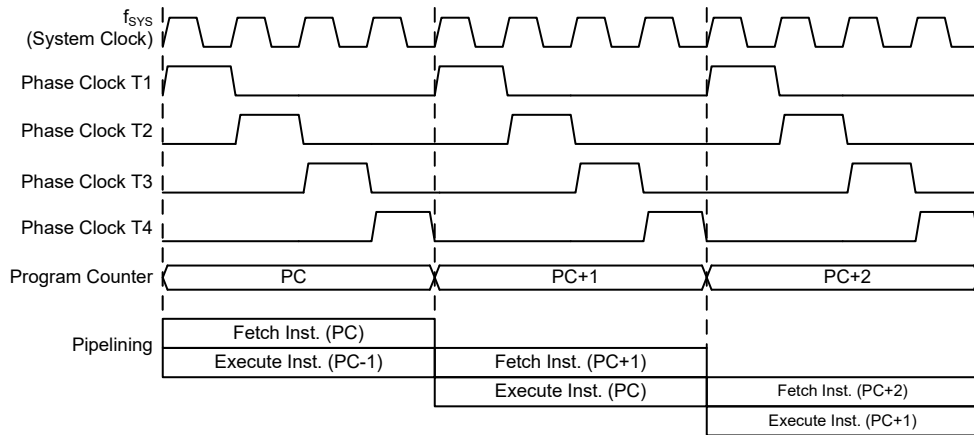 fSYS
(System Clock)
Phase Clock T1
Phase Clock T2
Phase Clock T3
Phase Clock T4
Program Counter PC PC+1 PC+2
Pipelining
Fetch Inst. (PC)
Execute Inst. (PC-1) Fetch Inst. (PC+1)
Execute Inst. (PC) Fetch Inst. (PC+2)
Execute Inst. (PC+1)